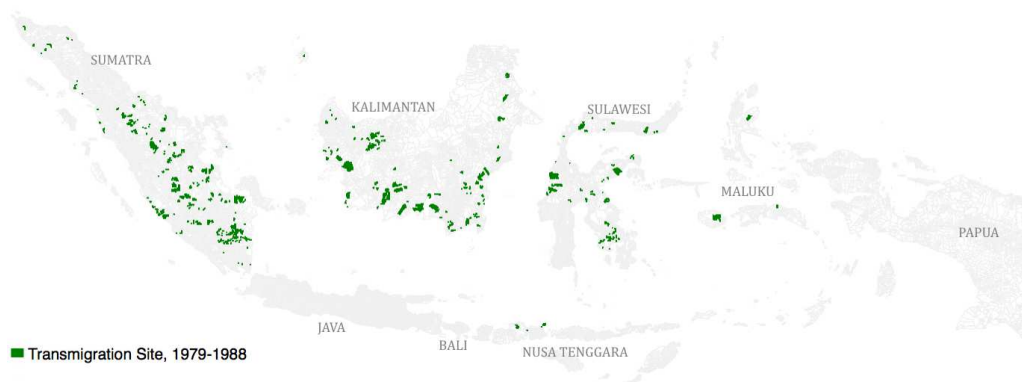 SUMATRA
KALIMANTAN
SULAWESI
MALUKU
PAPUA
JAVA
BALI
NUSA TENGGARA
Transmigration Site, 1979-1988